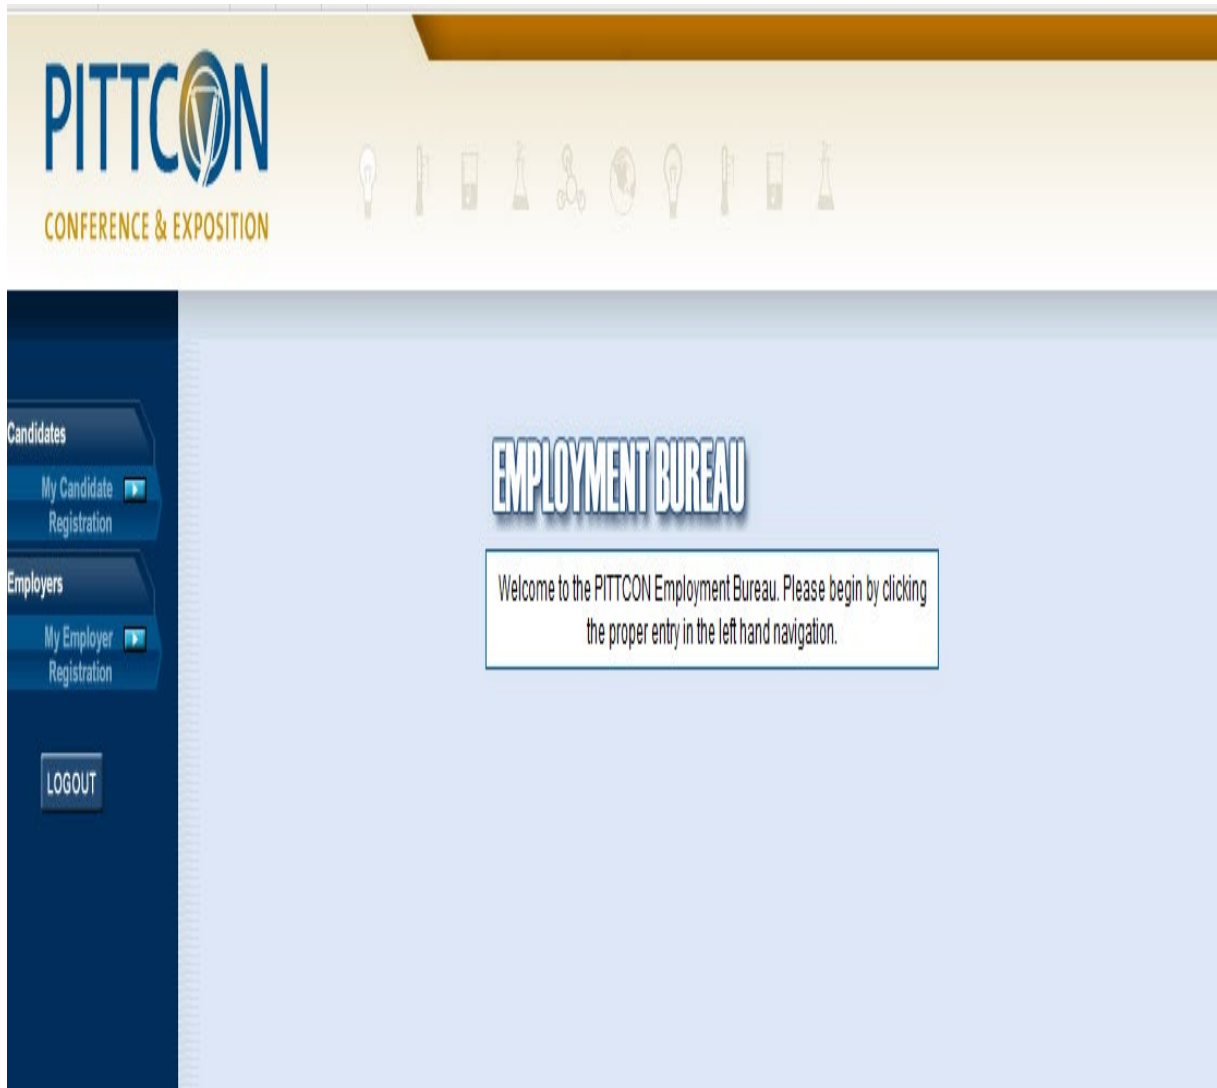 PITTCON
CONFERENCE & EXPOSITION
Candidates
My Candidate
Registration
Employers
My Employer
Registration
LOGOUT
EMPLOYMENT BUREAU
Welcome to the PITTCON Employment Bureau. Please begin by clicking
the proper entry in the left hand navigation.